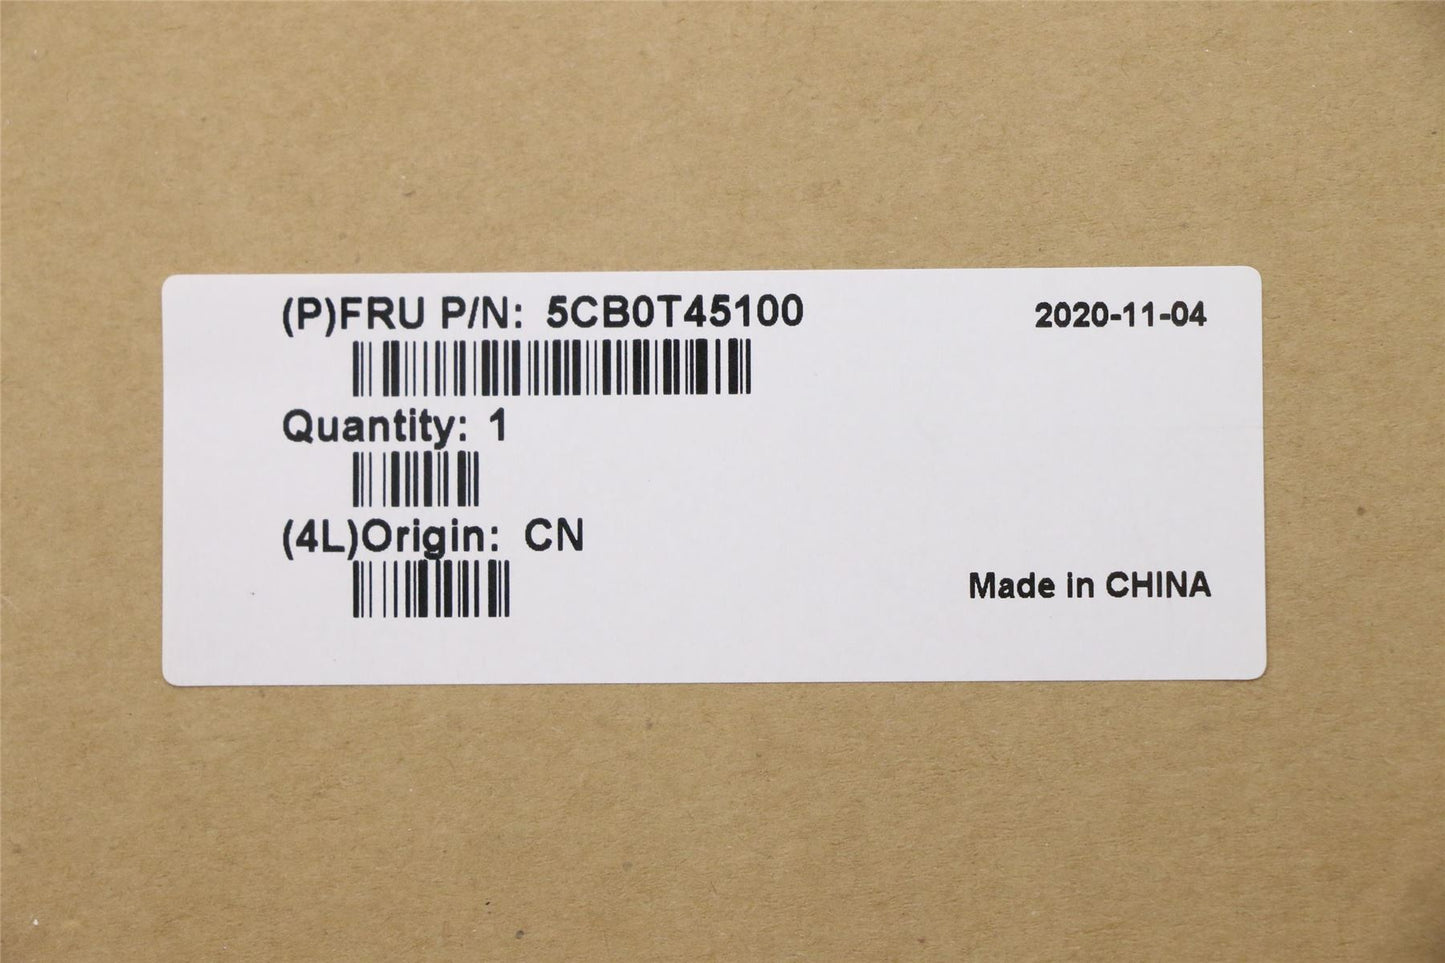 (P)FRU P/N: 5CB0T45100
2020-11-04
Quantity: 1
(4L)Origin: CN
Made in CHINA